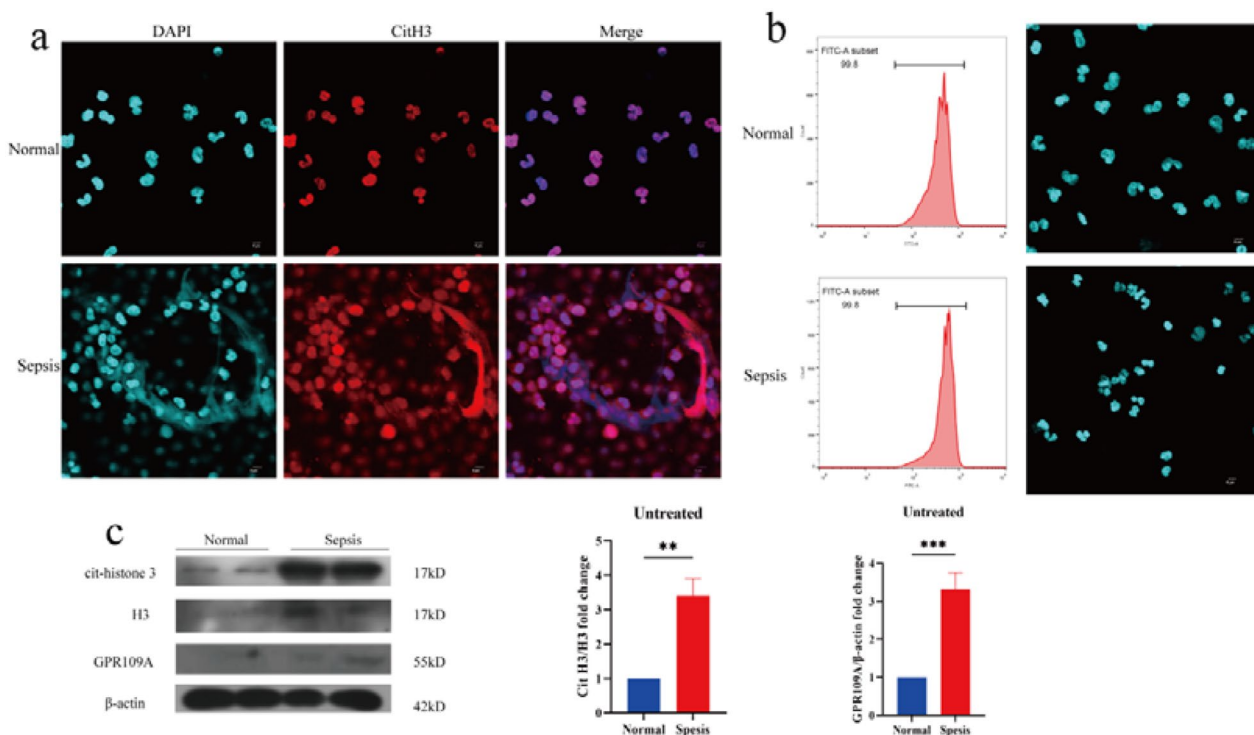 a
DAPI
CitH3
Merge
Normal
Sepsis
b
FITC-A subset
99.8
Normal
FITC-A subset
99.8
Sepsis
FITC-A
c
Normal Sepsis
cit-histone 3 17kD
H3 17kD
GPR109A 55kD
β-actin 42kD
Untreated
**
Cit H3/H3 fold change
5
4
3
2
1
0
Normal Spesis
Untreated
***
GPR109A/β-actin fold change
4
3
2
1
0
Normal Spesis